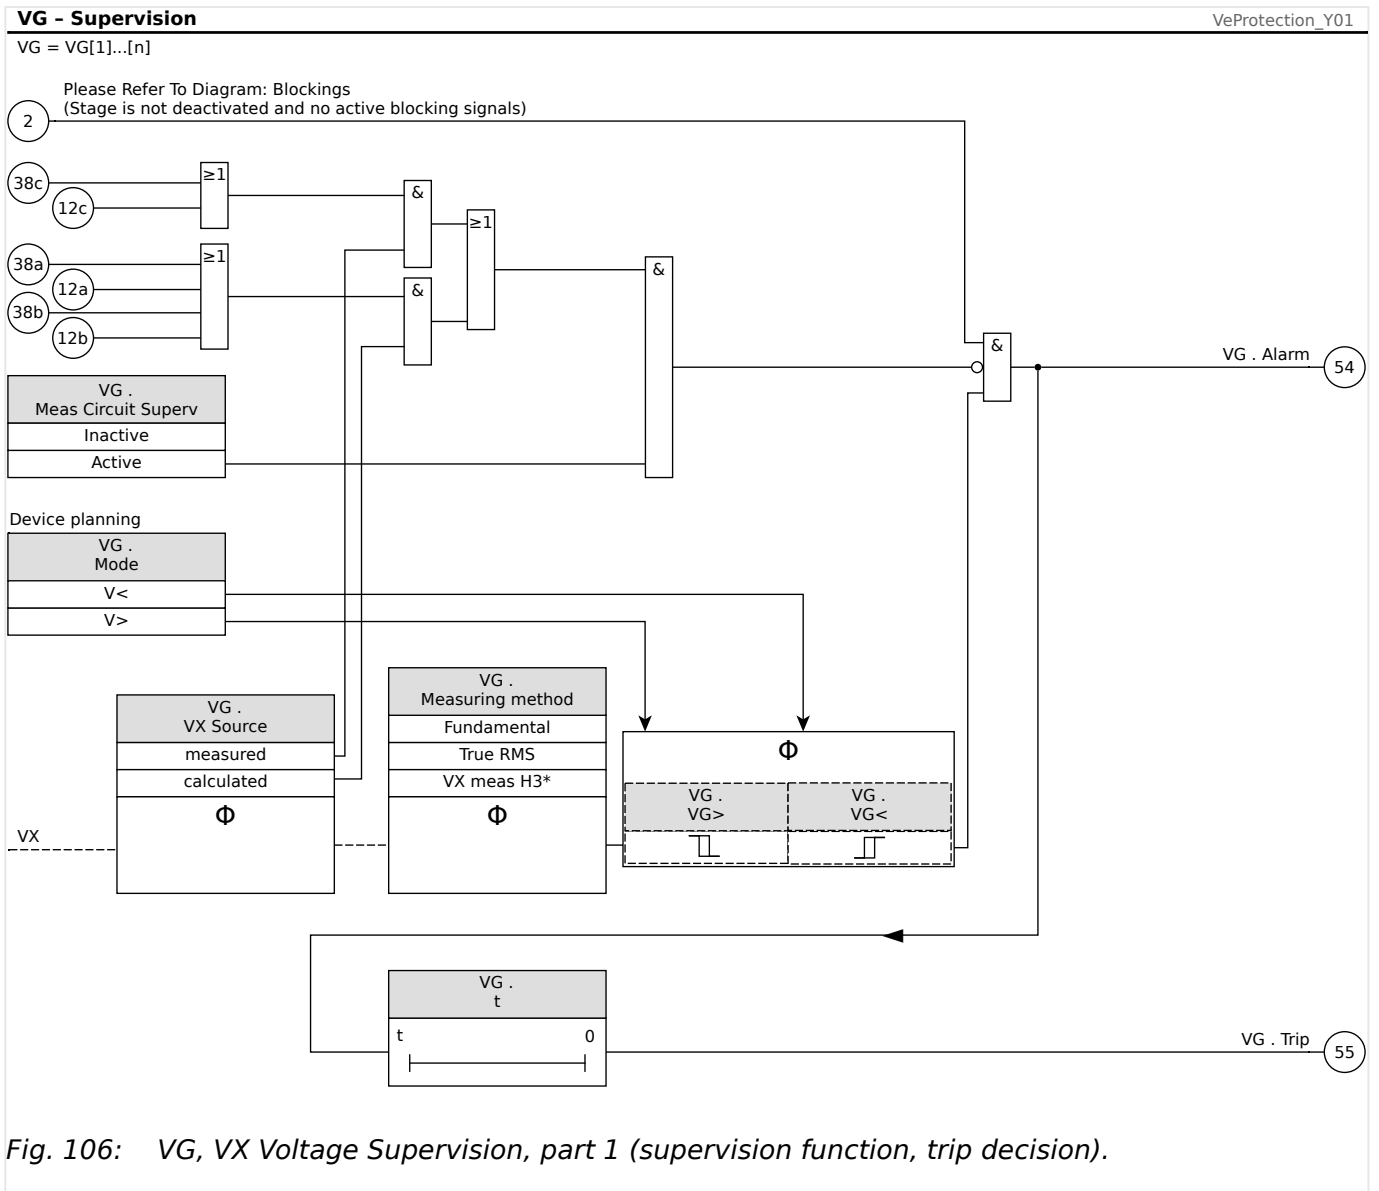 VG – Supervision
VeProtection_Y01
VG = VG[1]...[n]
Please Refer To Diagram: Blockings
(Stage is not deactivated and no active blocking signals)
2
38c
≥1
12c
&
≥1
38a
≥1
12a
38b
12b
&
&
&
VG . Alarm
54
VG .
Meas Circuit Superv
Inactive
Active
Device planning
VG .
Mode
V<
V>
VG .
VX Source
measured
calculated
Φ
VX
VG .
Measuring method
Fundamental
True RMS
VX meas H3*
Φ
Φ
VG .
VG>
VG .
VG<
VG .
t
t
0
VG . Trip
55
Fig. 106: VG, VX Voltage Supervision, part 1 (supervision function, trip decision).